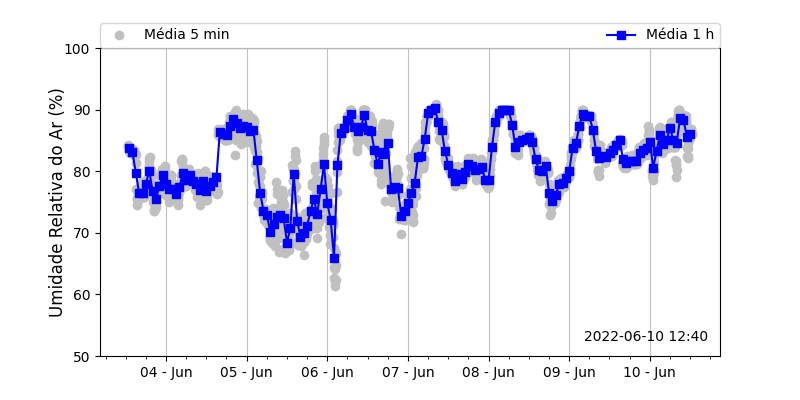 Média 5 min Média 1 h
Umidade Relativa do Ar (%)
100
90
80
70
60
50
2022-06-10 12:40
04 - Jun 05 - Jun 06 - Jun 07 - Jun 08 - Jun 09 - Jun 10 - Jun